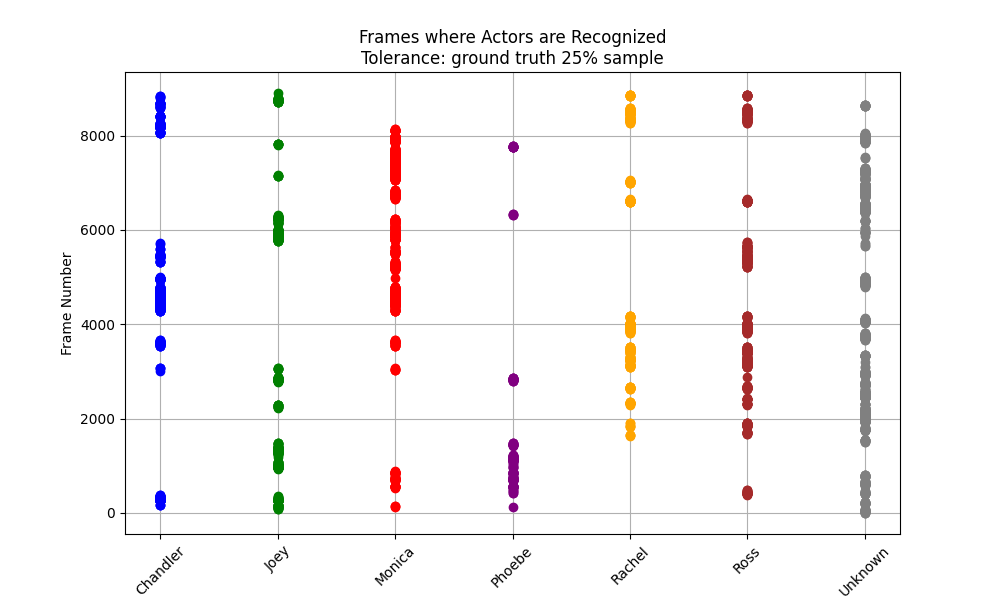 Frames where Actors are Recognized
Tolerance: ground truth 25% sample
Frame Number
8000
6000
4000
2000
0
Chandler
Joey
Monica
Phoebe
Rachel
Ross
Unknown